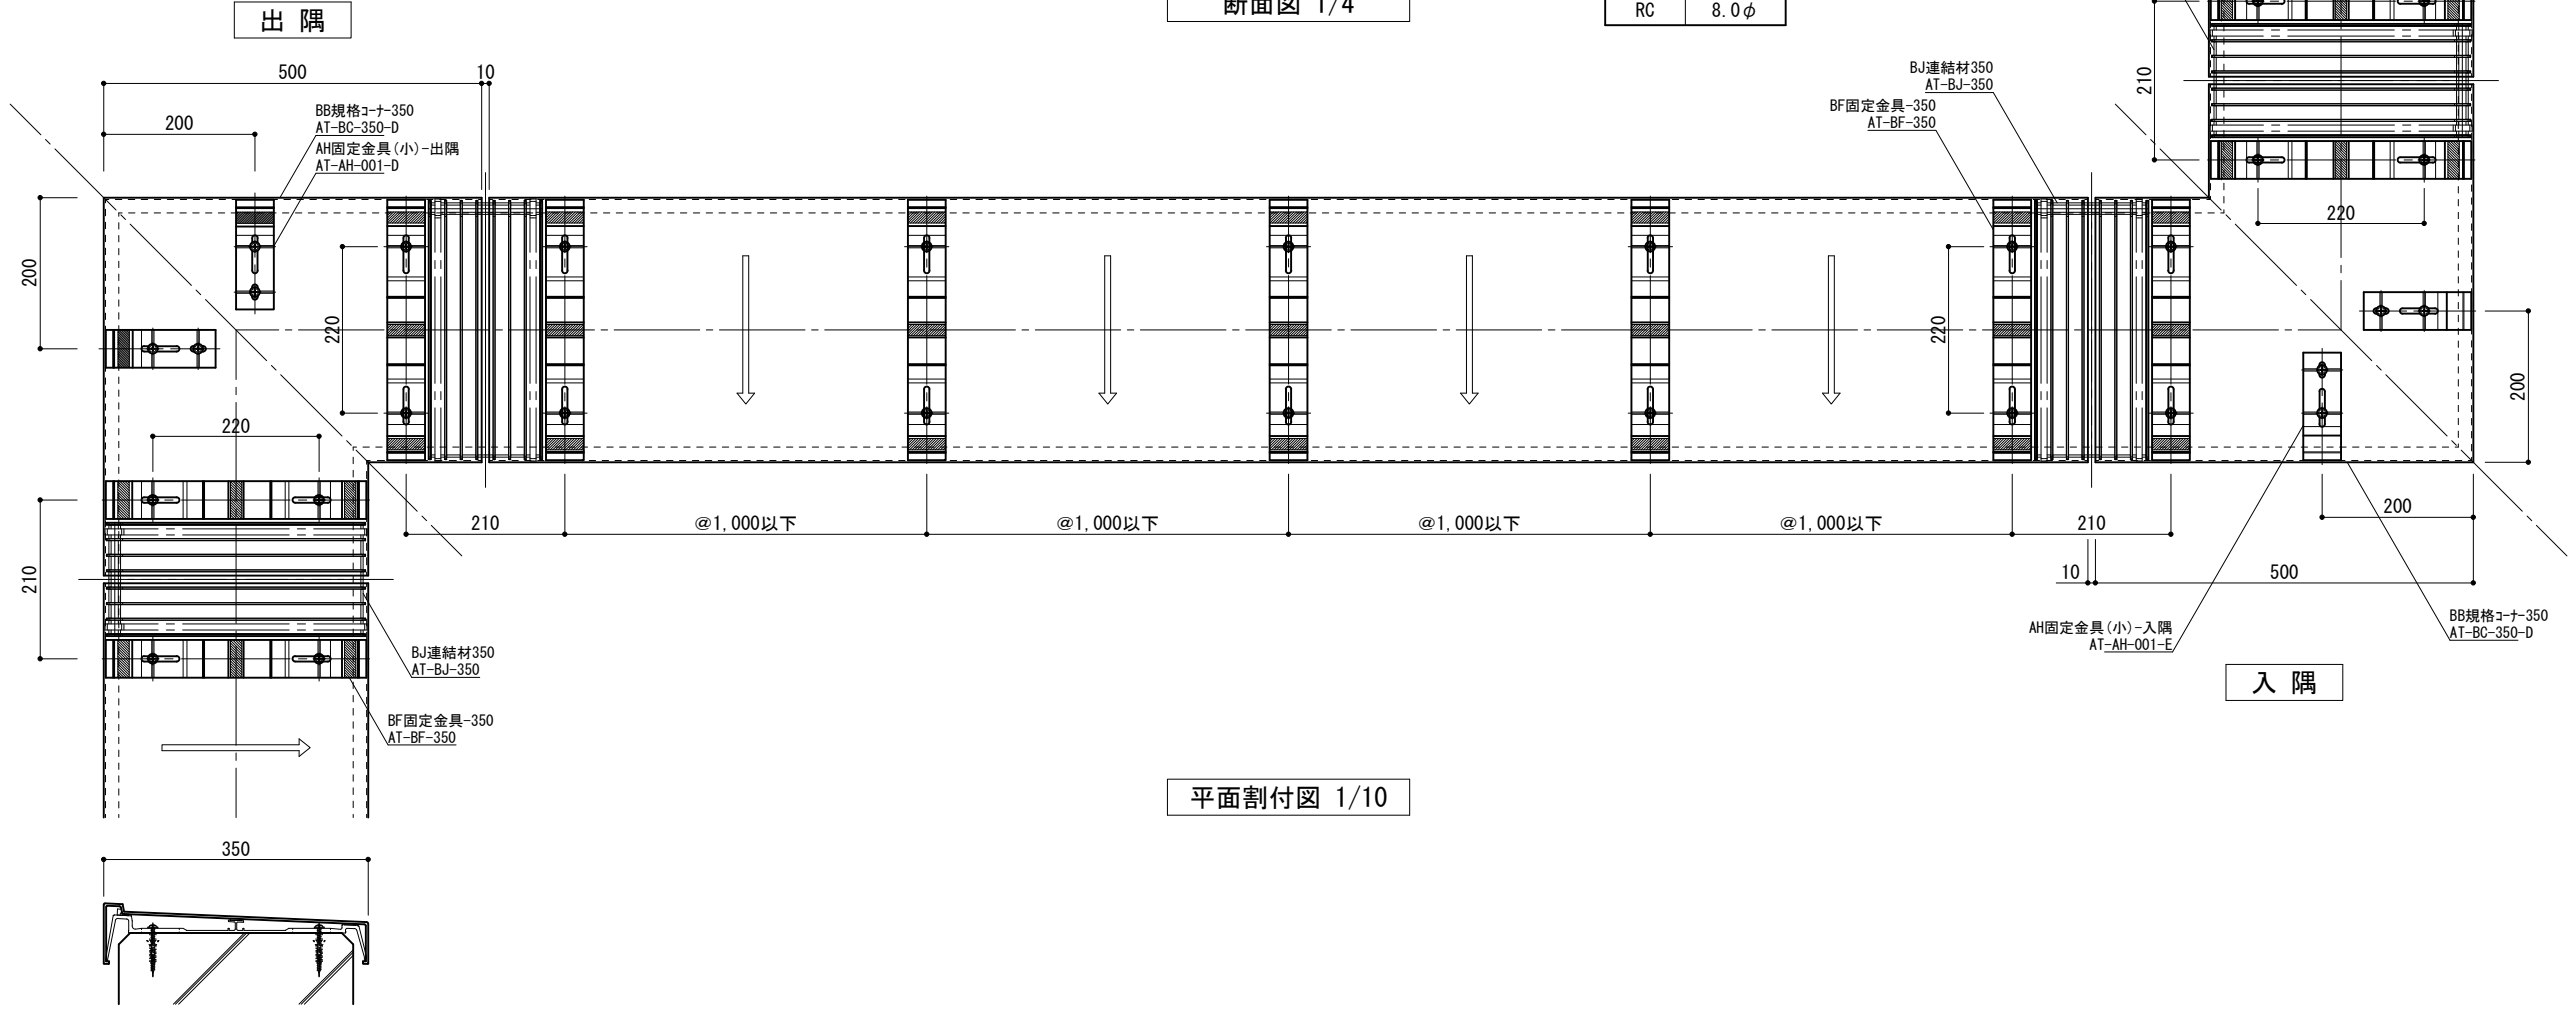 出 隅
断面図 1/4
RC 8.0φ
500
10
200
BB規格ｺｰﾅｰ350
AT-BC-350-D
AH固定金具(小)-出隅
AT-AH-001-D
BJ連結材350
AT-BJ-350
BF固定金具-350
AT-BF-350
210
220
200
220
220
220
200
210
@1,000以下
@1,000以下
@1,000以下
@1,000以下
210
200
210
10
500
BJ連結材350
AT-BJ-350
BF固定金具-350
AT-BF-350
AH固定金具(小)-入隅
AT-AH-001-E
BB規格ｺｰﾅｰ350
AT-BC-350-D
入 隅
平面割付図 1/10
350